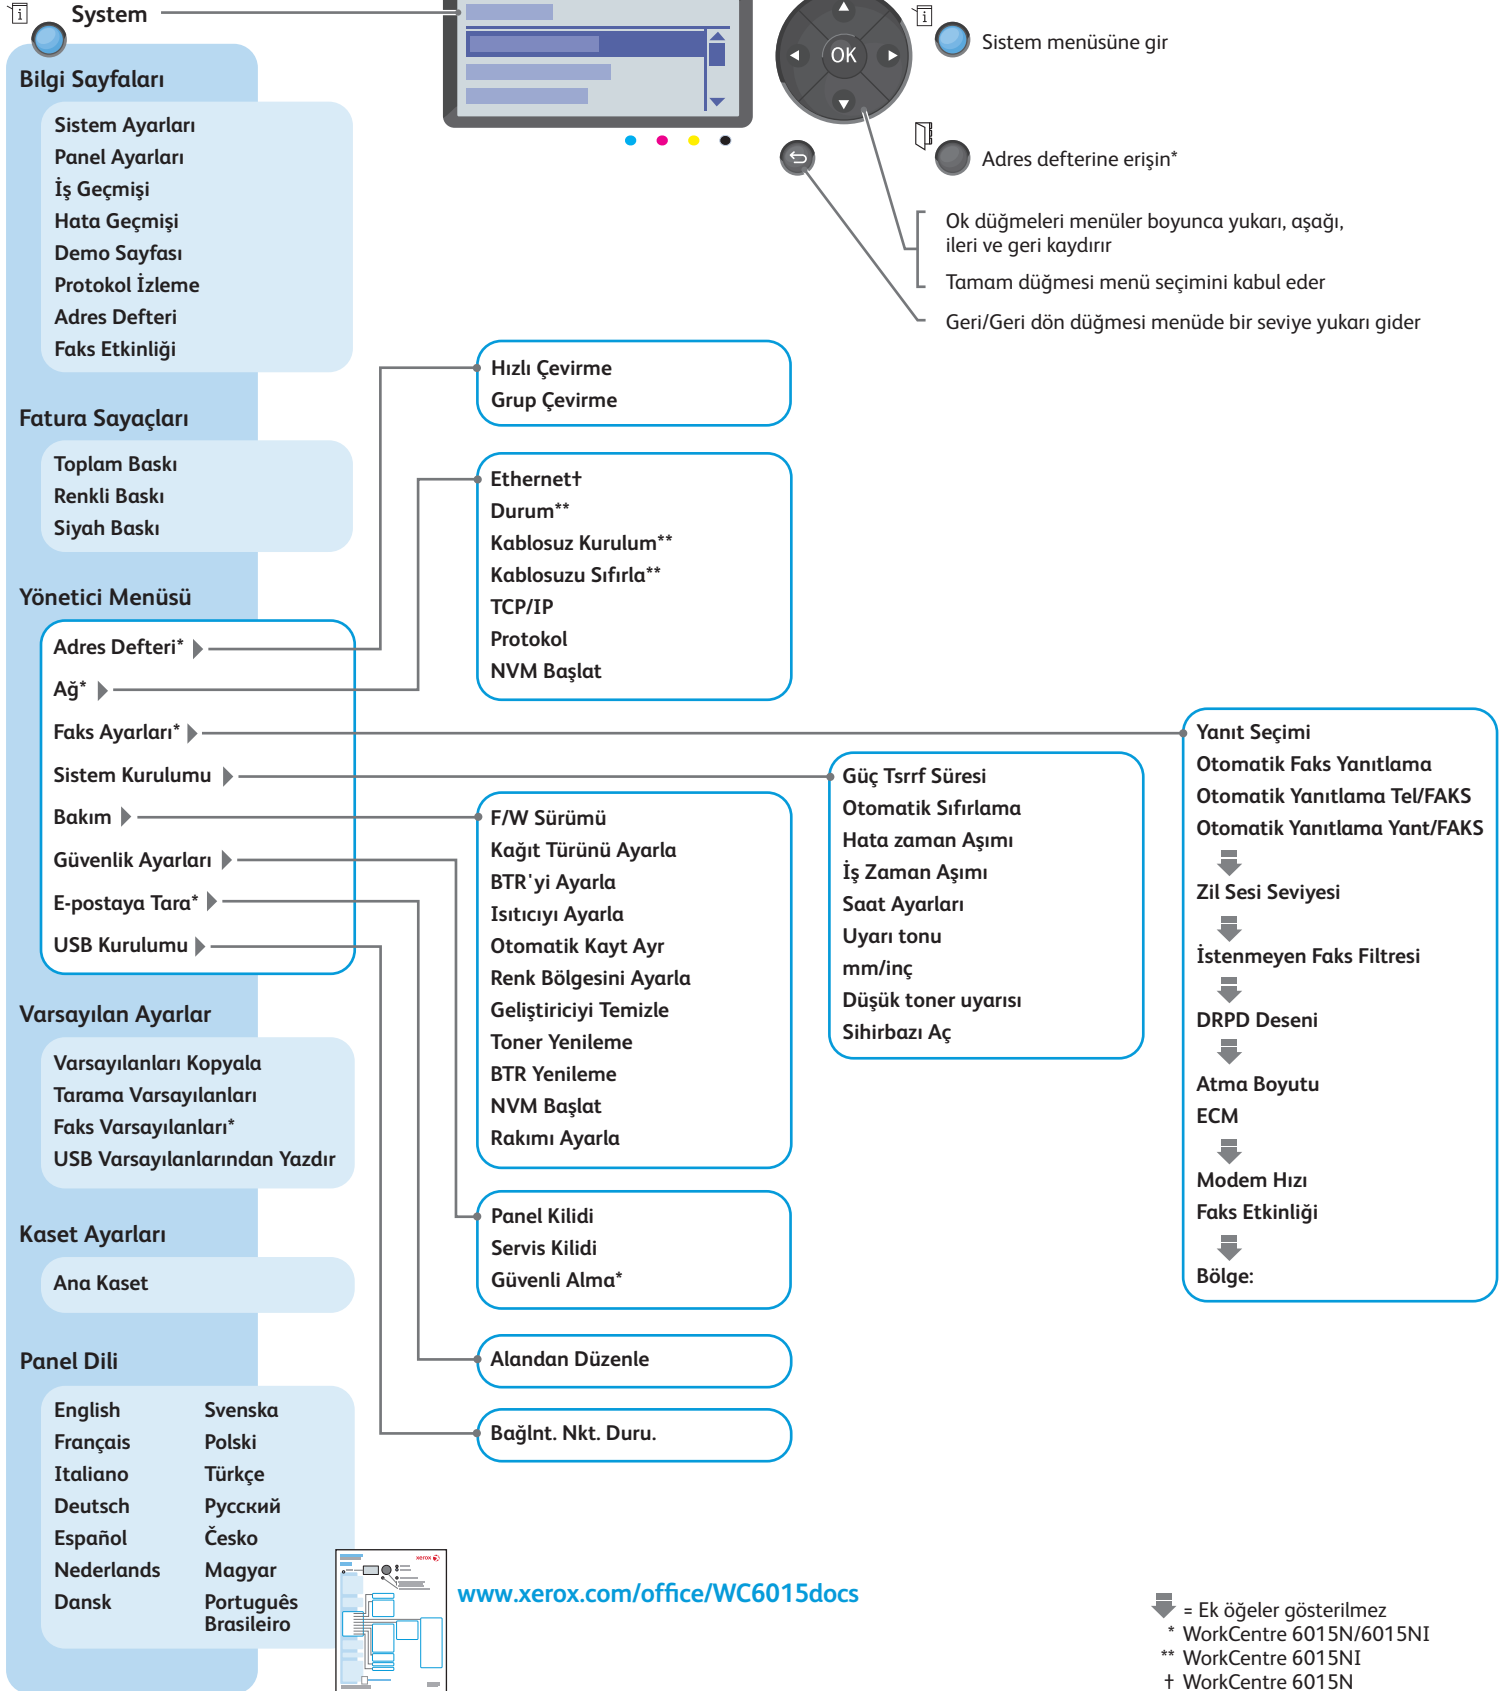 System
Sistem menüsüne gir
OK
Adres defterine erişin*
Ok düğmeleri menüler boyunca yukarı, aşağı,
ileri ve geri kaydırır
Tamam düğmesi menü seçimini kabul eder
Geri/Geri dön düğmesi menüde bir seviye yukarı gider
Bilgi Sayfaları
Sistem Ayarları
Panel Ayarları
İş Geçmişi
Hata Geçmişi
Demo Sayfası
Protokol İzleme
Adres Defteri
Faks Etkinliği
Fatura Sayaçları
Toplam Baskı
Renkli Baskı
Siyah Baskı
Yönetici Menüsü
Adres Defteri*
Ağ*
Faks Ayarları*
Sistem Kurulumu
Bakım
Güvenlik Ayarları
E-postaya Tara*
USB Kurulumu
Varsayılan Ayarlar
Varsayılanları Kopyala
Tarama Varsayılanları
Faks Varsayılanları*
USB Varsayılanlarından Yazdır
Kaset Ayarları
Ana Kaset
Panel Dili
English
Français
Italiano
Deutsch
Español
Nederlands
Dansk
Svenska
Polski
Türkçe
Русский
Česko
Magyar
Português
Brasileiro
Hızlı Çevirme
Grup Çevirme
Ethernet†
Durum**
Kablosuz Kurulum**
Kablosuzu Sıfırla**
TCP/IP
Protokol
NVM Başlat
F/W Sürümü
Kağıt Türünü Ayarla
BTR'yi Ayarla
Isıtıcıyı Ayarla
Otomatik Kayt Ayr
Renk Bölgesini Ayarla
Geliştiriciyi Temizle
Toner Yenileme
BTR Yenileme
NVM Başlat
Rakımı Ayarla
Panel Kilidi
Servis Kilidi
Güvenli Alma*
Alandan Düzenle
Bağlnt. Nkt. Duru.
Güç Tsrrf Süresi
Otomatik Sıfırlama
Hata zaman Aşımı
İş Zaman Aşımı
Saat Ayarları
Uyarı tonu
mm/inç
Düşük toner uyarısı
Sihirbazı Aç
Yanıt Seçimi
Otomatik Faks Yanıtlama
Otomatik Yanıtlama Tel/FAKS
Otomatik Yanıtlama Yant/FAKS
Zil Sesi Seviyesi
İstenmeyen Faks Filtresi
DRPD Deseni
Atma Boyutu
ECM
Modem Hızı
Faks Etkinliği
Bölge:
xerox
www.xerox.com/office/WC6015docs
= Ek öğeler gösterilmez
* WorkCentre 6015N/6015NI
** WorkCentre 6015NI
† WorkCentre 6015N